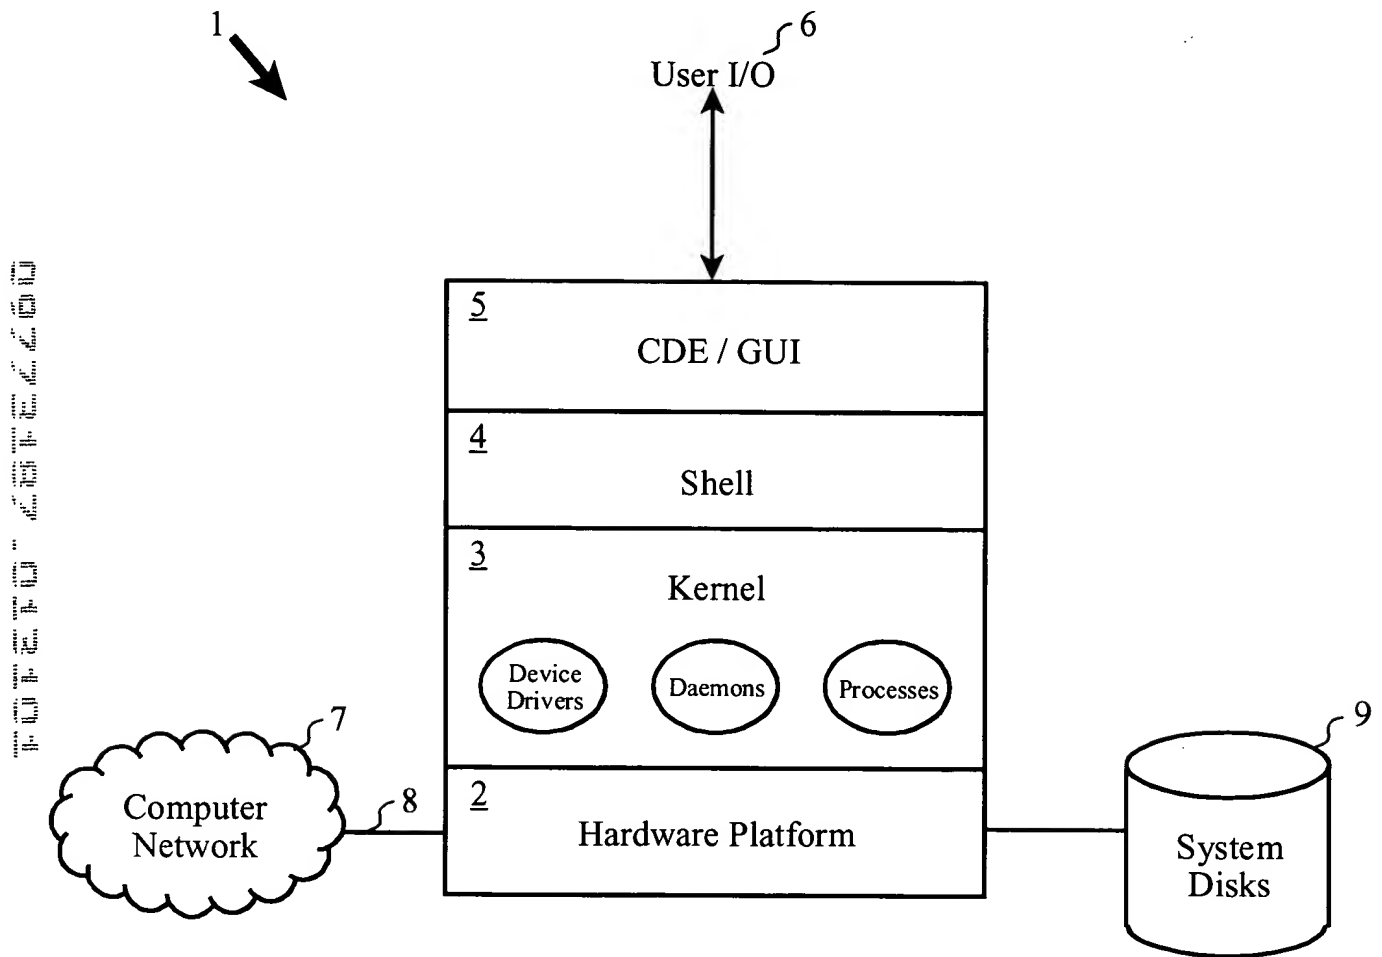 1
6
User I/O
5
CDE / GUI
4
Shell
3
Kernel
Device
Drivers
Daemons
Processes
7
Computer
Network
8
2
Hardware Platform
9
System
Disks